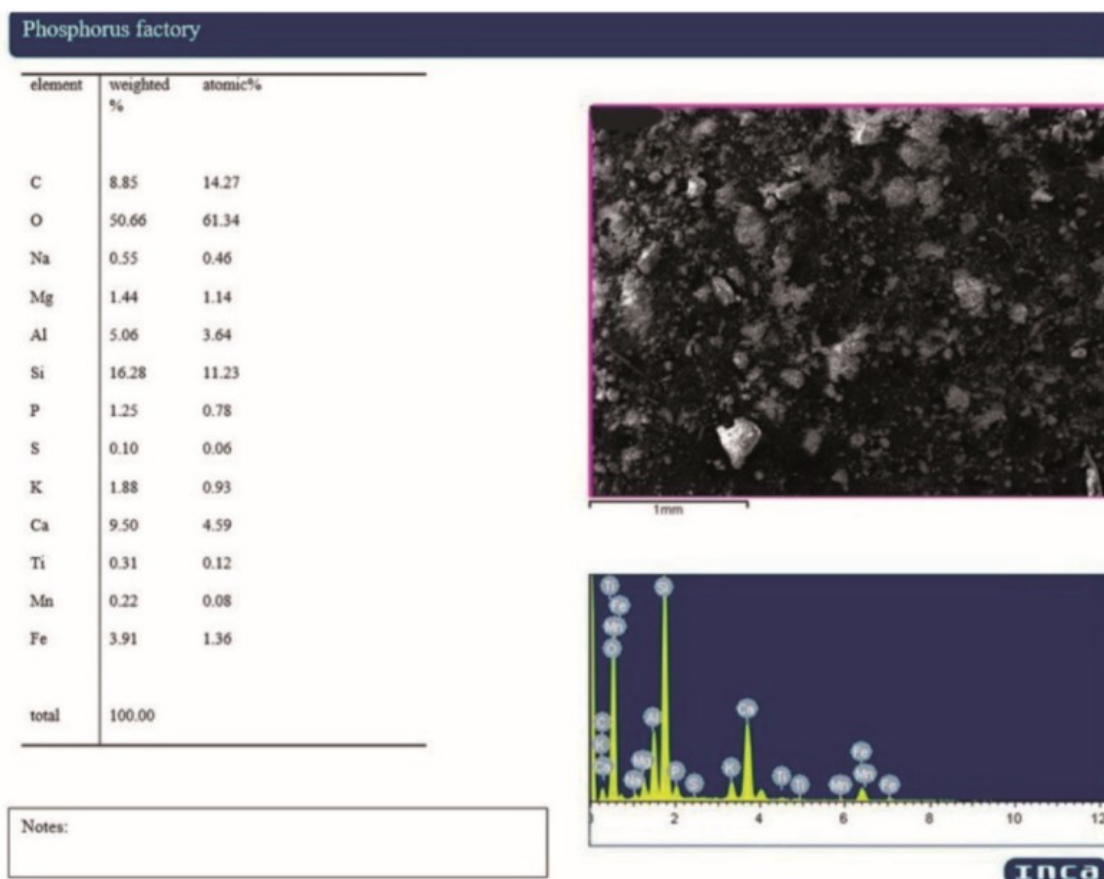 Phosphorus factory
element weighted atomic%
%
C 8.85 14.27
O 50.66 61.34
Na 0.55 0.46
Mg 1.44 1.14
Al 5.06 3.64
Si 16.28 11.23
P 1.25 0.78
S 0.10 0.06
K 1.88 0.93
Ca 9.50 4.59
Ti 0.31 0.12
Mn 0.22 0.08
Fe 3.91 1.36
total 100.00
Notes:
1mm
Ti Si
Fe
Mn
O
C Al Ca
K Mg P K Ti Ti Fe
Ca Na S Mn Mn Fe
2 4 6 8 10 12
INCA